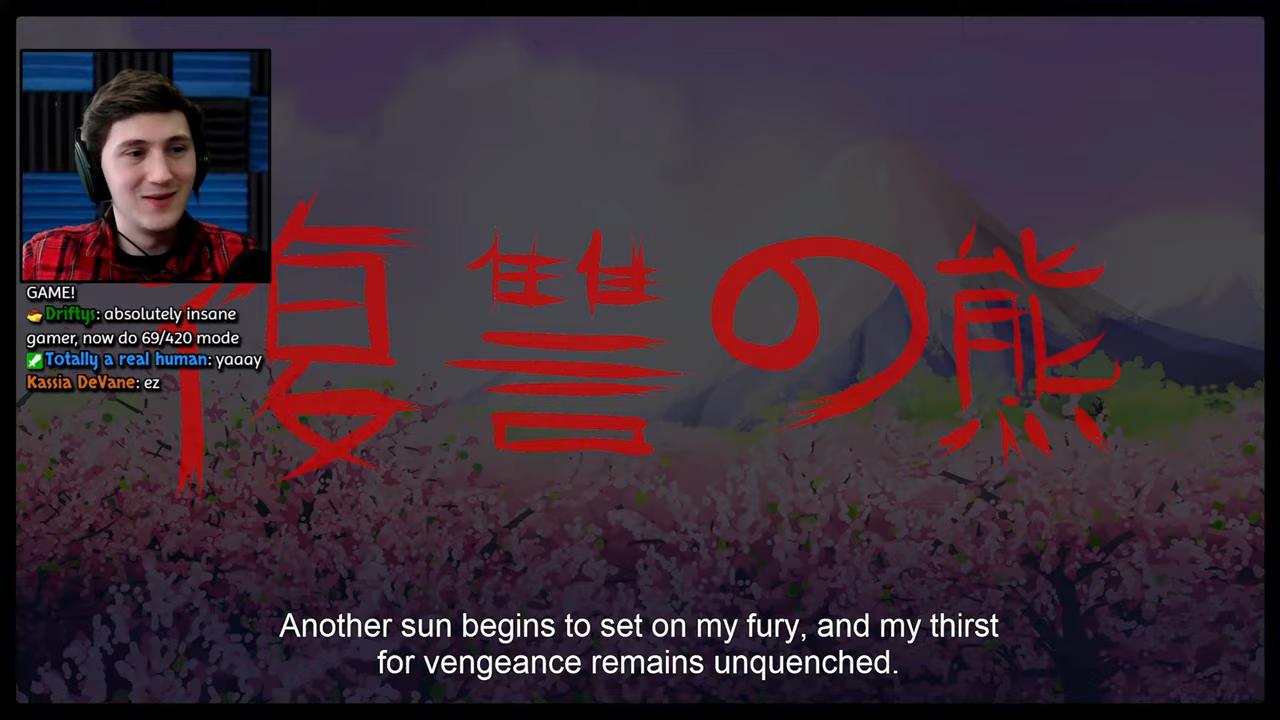 GAME!
Driftys: absolutely insane
gamer, now do 69/420 mode
Totally a real human: yaaay
Kassia DeVane: ez
復讐の熊
Another sun begins to set on my fury, and my thirst
for vengeance remains unquenched.